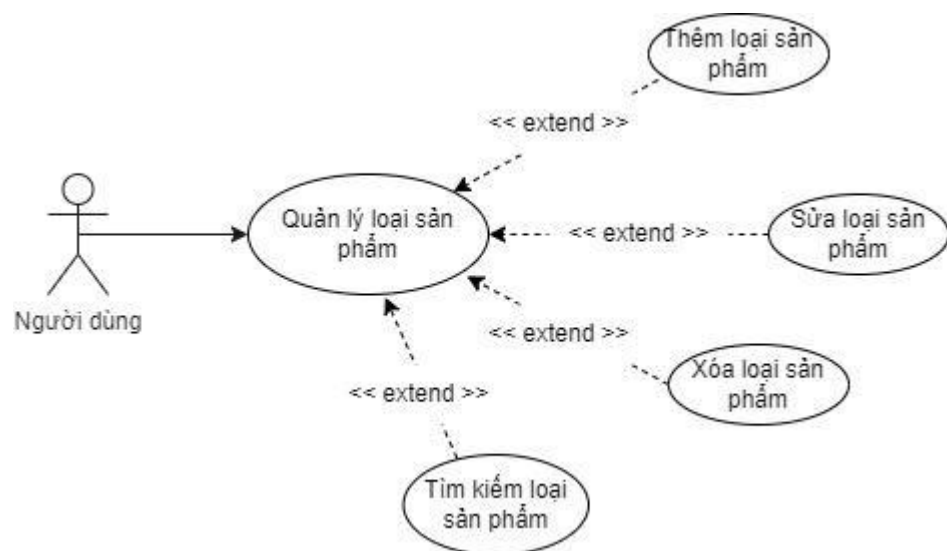 Thêm loại sản
phẩm
<< extend >>
Quản lý loại sản
phẩm
<< extend >>
Sửa loại sản
phẩm
Người dùng
<< extend >>
Xóa loại sản
phẩm
<< extend >>
Tìm kiếm loại
sản phẩm